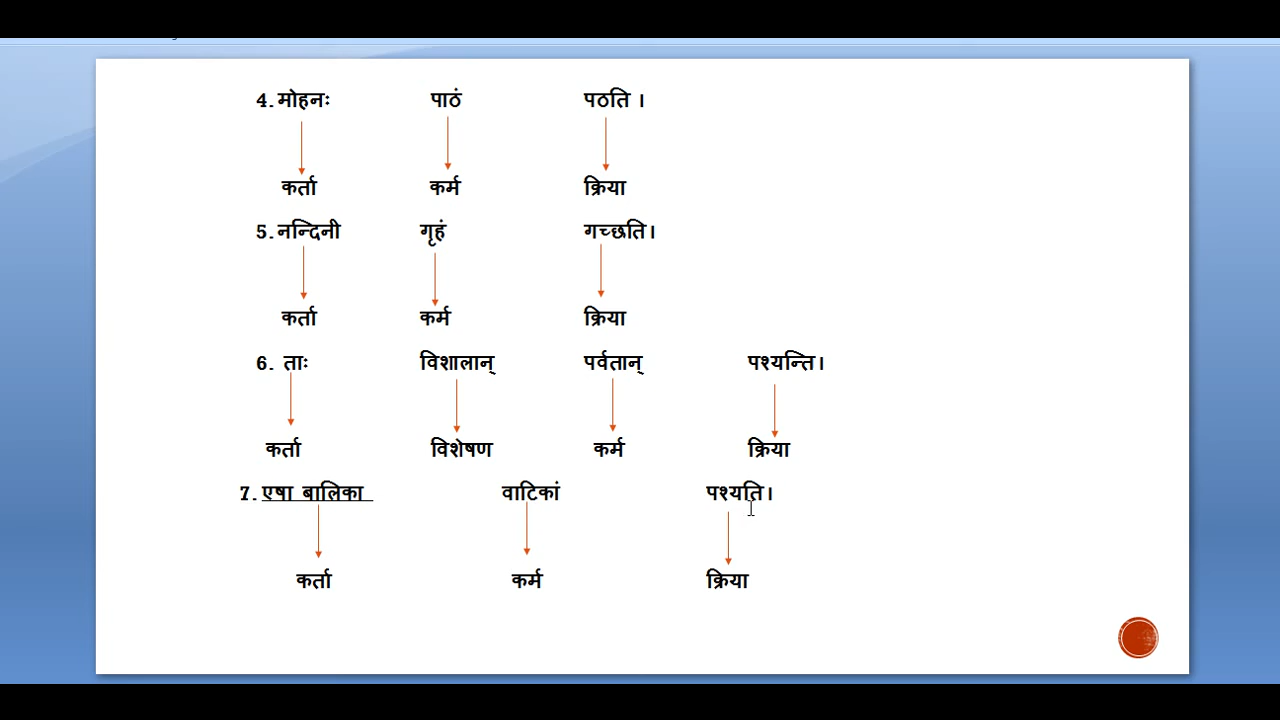 4. मोहनः पाठं पठति ।
कर्ता कर्म क्रिया
5. नन्दिनी गृहं गच्छति।
कर्ता कर्म क्रिया
6. ताः विशालान् पर्वतान् पश्यन्ति।
कर्ता विशेषण कर्म क्रिया
7. एषा बालिका वाटिकां पश्यति।
कर्ता कर्म क्रिया